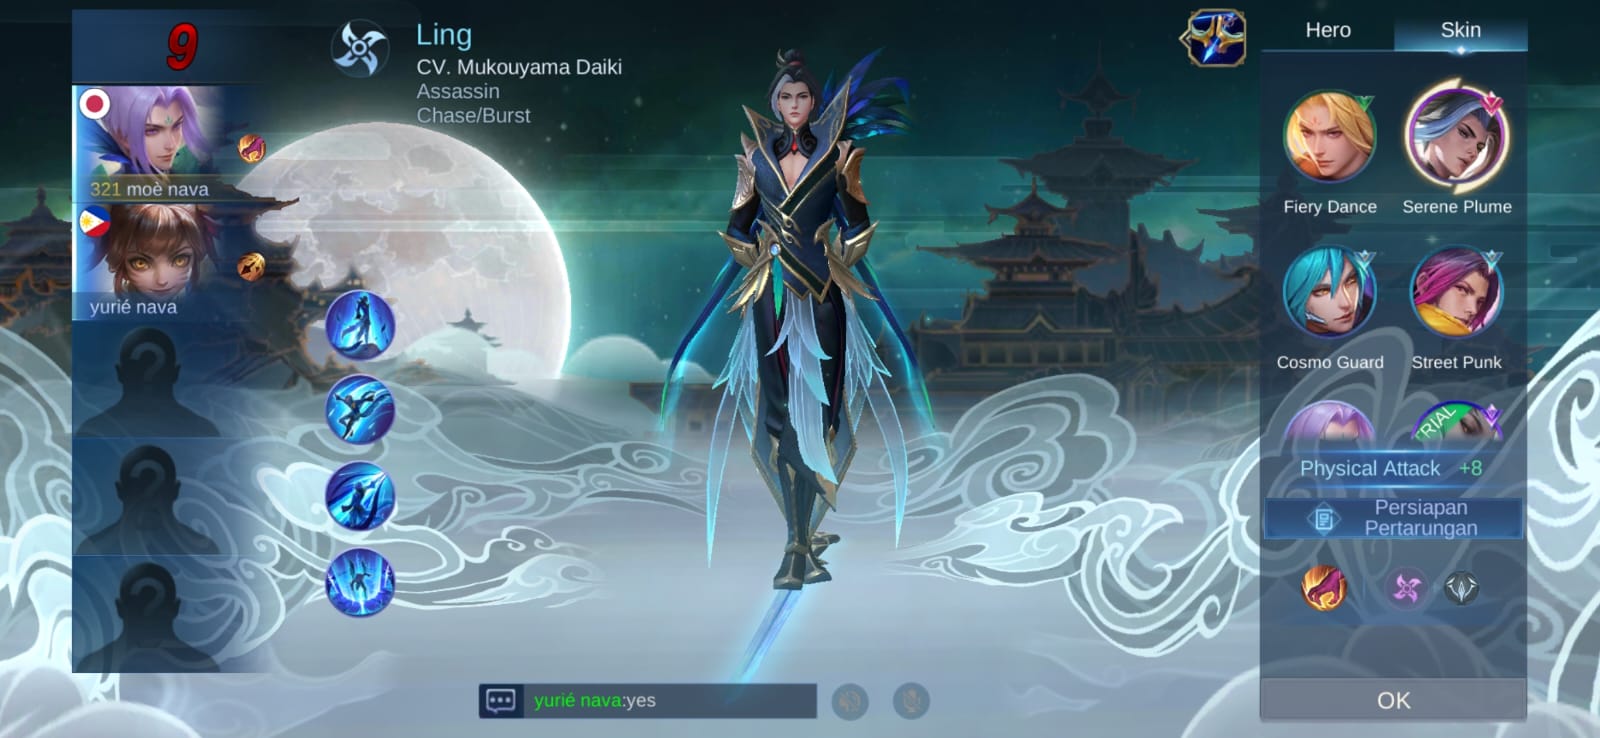 9
Ling
CV. Mukouyama Daiki
Assassin
Chase/Burst
321 moè nava
yurié nava
Hero
Skin
Fiery Dance
Serene Plume
Cosmo Guard
Street Punk
TRIAL
Physical Attack +8
Persiapan
Pertarungan
OK
yurié nava:yes